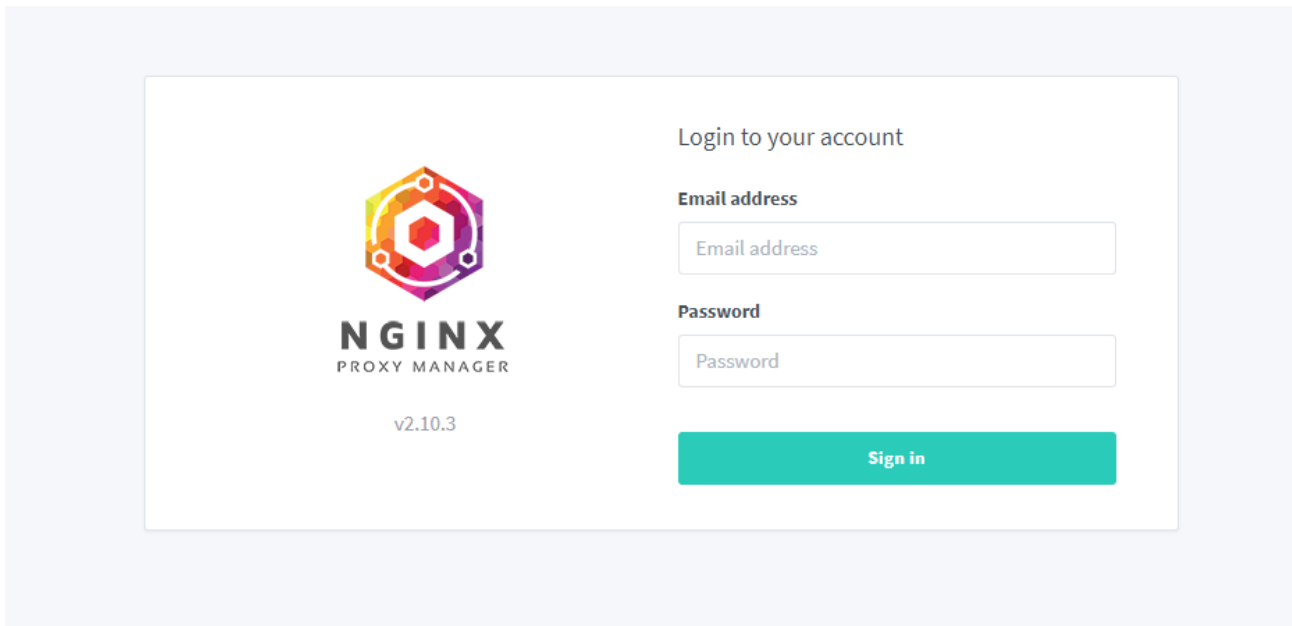 NGINX
PROXY MANAGER
v2.10.3
Login to your account
Email address
Email address
Password
Password
Sign in